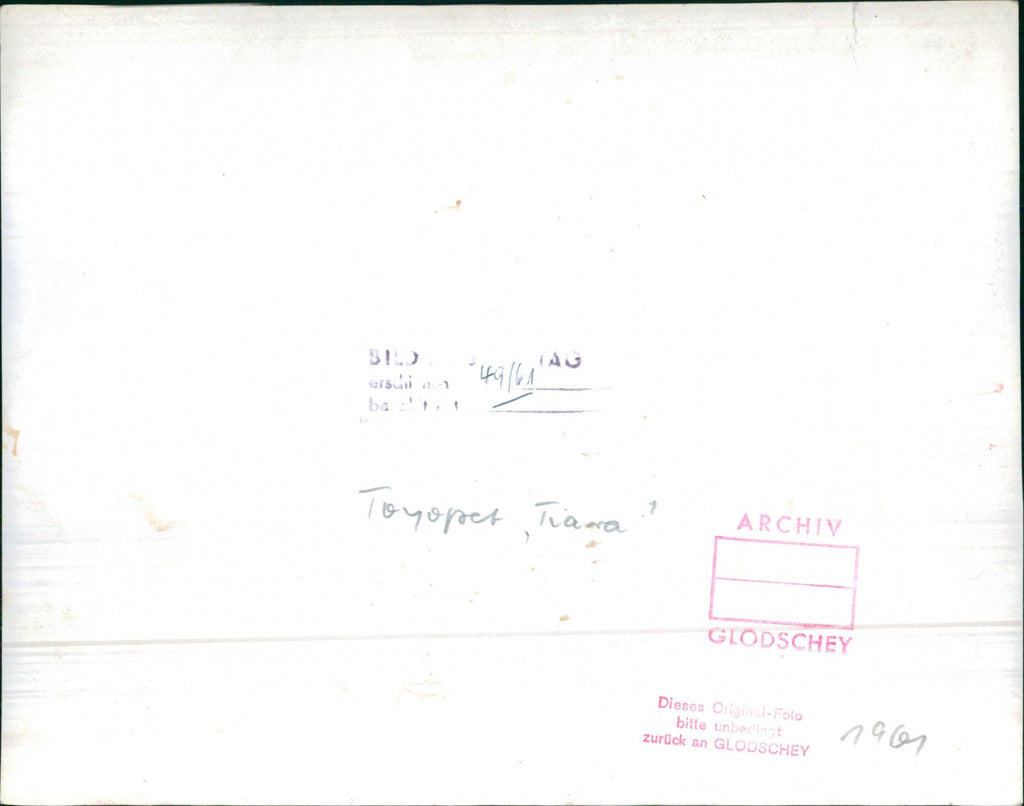 BILD TAG
49/61
Toyopet ‚Tiara'
ARCHIV
GLODSCHEY
Dieses Original-Foto
bitte unbedingt
zurück an GLODSCHEY
1961